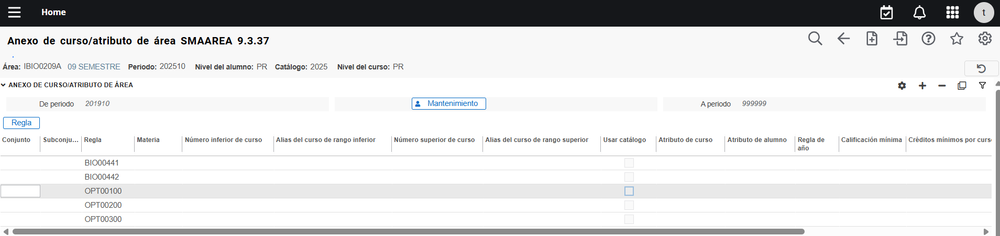 Home
t
Anexo de curso/atributo de área SMAAREA 9.3.37
Área: IBIO0209A 09 SEMESTRE Periodo: 202510 Nivel del alumno: PR Catálogo: 2025 Nivel del curso: PR
ANEXO DE CURSO/ATRIBUTO DE ÁREA
De periodo 201910 Mantenimiento A periodo 999999
Regla
Conjunto Subconju... Regla Materia Número inferior de curso Alias del curso de rango inferior Número superior de curso Alias del curso de rango superior Usar catálogo Atributo de curso Atributo de alumno Regla de año Calificación mínima Créditos mínimos por curso
BIO00441
BIO00442
OPT00100
OPT00200
OPT00300